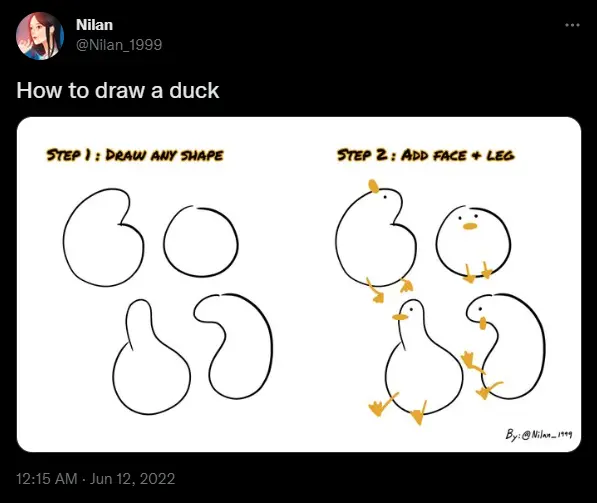 Nilan
@Nilan_1999
How to draw a duck
STEP 1 : DRAW ANY SHAPE
STEP 2 : ADD FACE + LEG
By: @Nilan_1999
12:15 AM · Jun 12, 2022